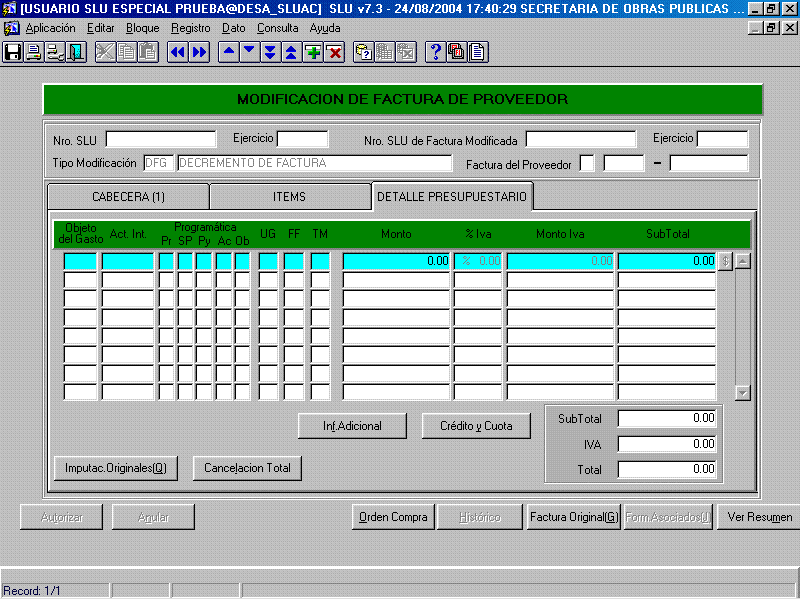 [USUARIO SLU ESPECIAL PRUEBA@DESA_SLUAC] SLU v7.3 - 24/08/2004 17:40:29 SECRETARIA DE OBRAS PUBLICAS ...
Aplicación Editar Bloque Registro Dato Consulta Ayuda
MODIFICACION DE FACTURA DE PROVEEDOR
Nro. SLU Ejercicio Nro. SLU de Factura Modificada Ejercicio
Tipo Modificación DFG DECREMENTO DE FACTURA Factura del Proveedor –
CABECERA (1) ITEMS DETALLE PRESUPUESTARIO
Objeto del Gasto Act. Int. Programática Pr SP Py Ac Ob UG FF TM Monto % Iva Monto Iva SubTotal
0.00 % 0.00 0.00 0.00 $
Inf.Adicional Crédito y Cuota SubTotal 0.00
IVA 0.00
Imputac.Originales(Q) Cancelacion Total Total 0.00
Autorizar Anular Orden Compra Histórico Factura Original(G) Form.Asociados(J) Ver Resumen
Record: 1/1